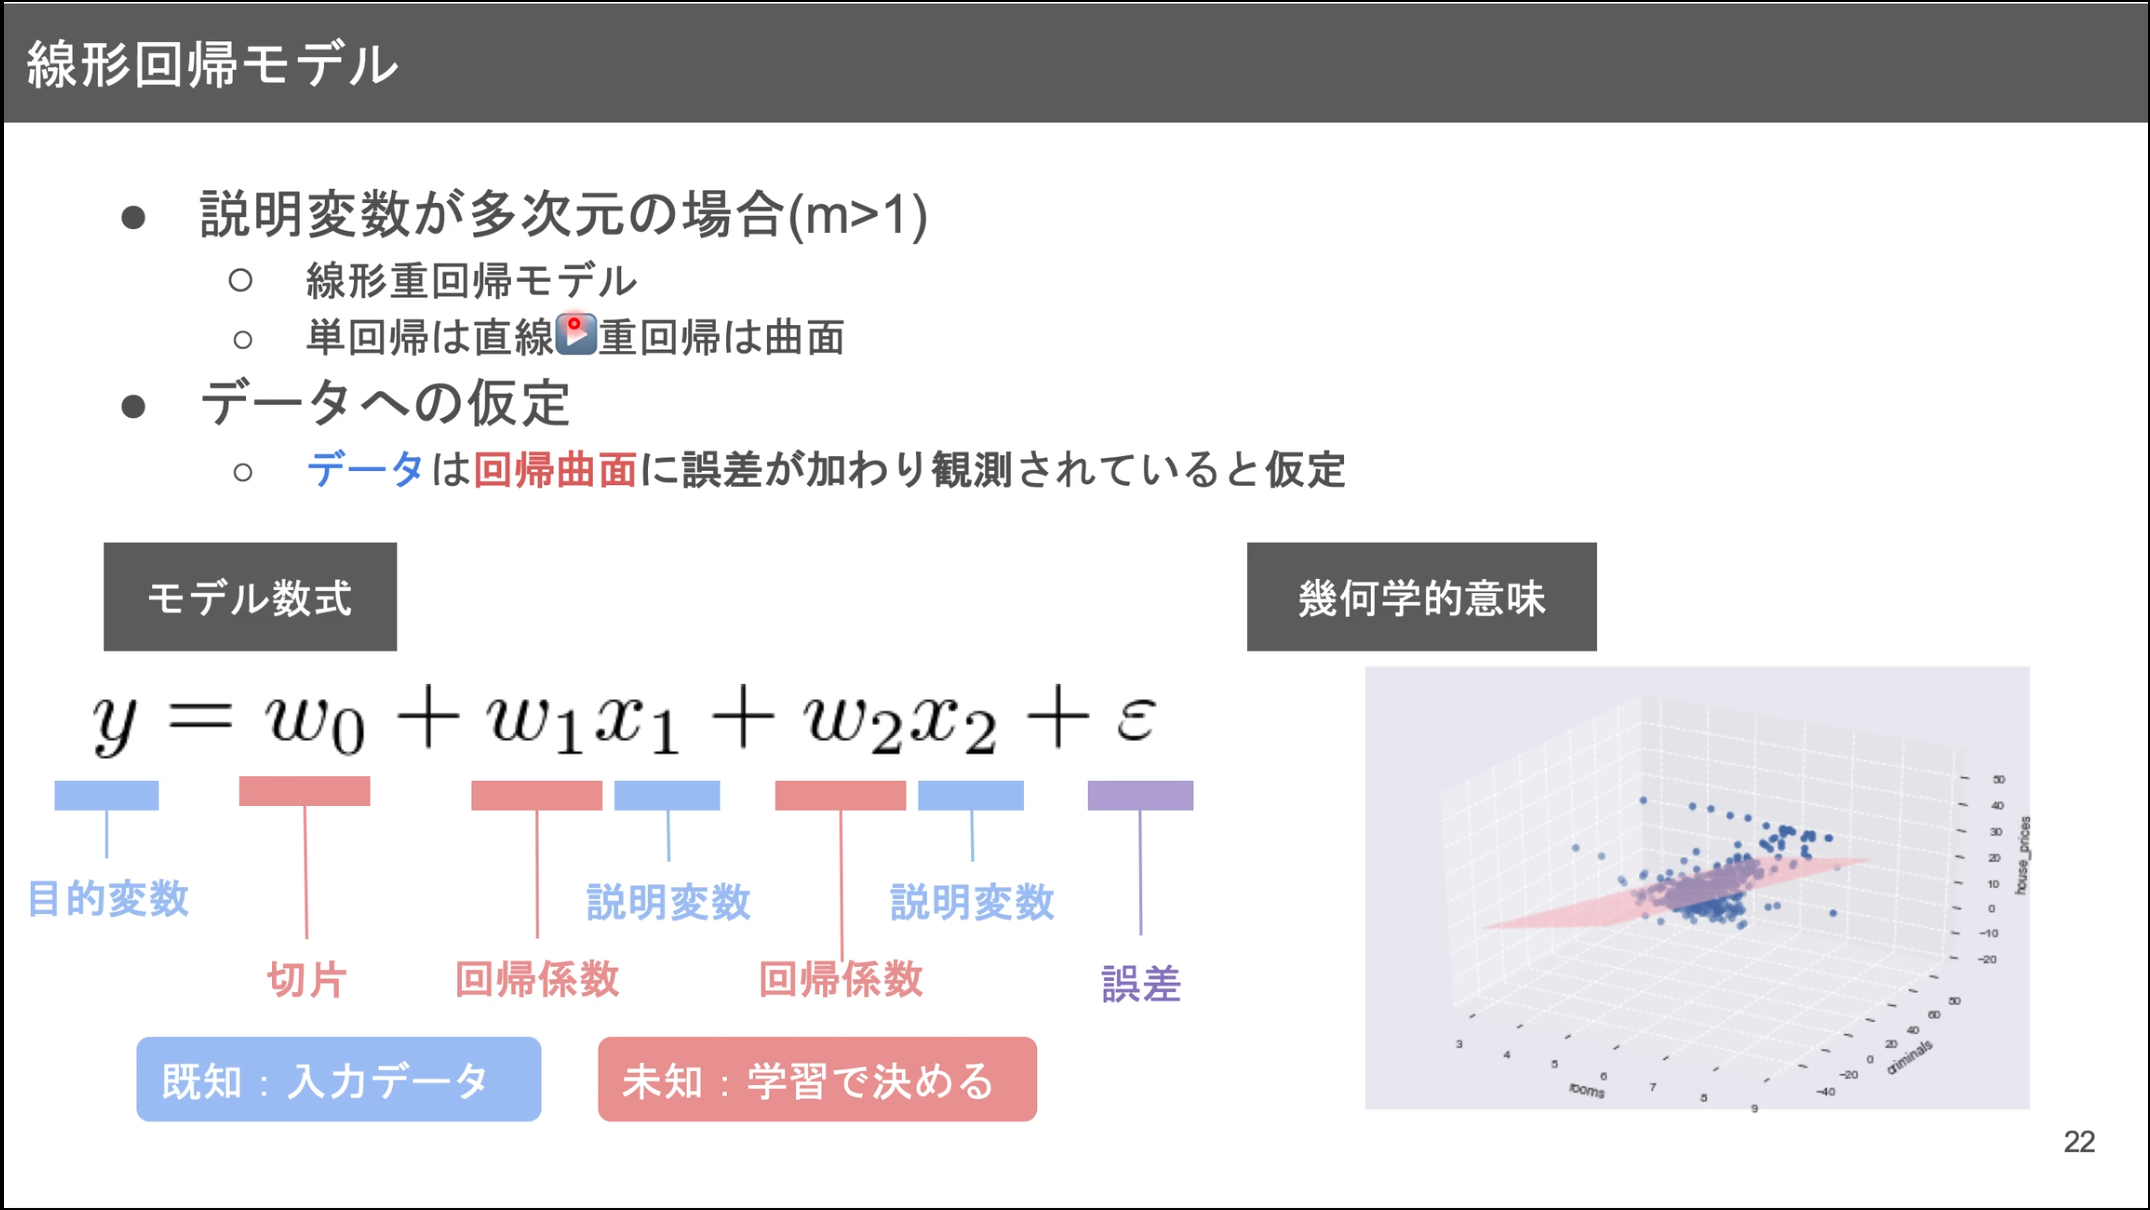 線形回帰モデル
● 説明変数が多次元の場合(m>1)
○ 線形重回帰モデル
○ 単回帰は直線▶重回帰は曲面
● データへの仮定
○ データは回帰曲面に誤差が加わり観測されていると仮定
モデル数式
幾何学的意味
y = w₀ + w₁x₁ + w₂x₂ + ε
目的変数
説明変数
説明変数
切片
回帰係数
回帰係数
誤差
既知：入力データ
未知：学習で決める
50
40
30
20
10
0
-10
-20
house_prices
3
4
5
6
7
8
9
rooms
-40
-20
0
20
40
60
80
criminals
22